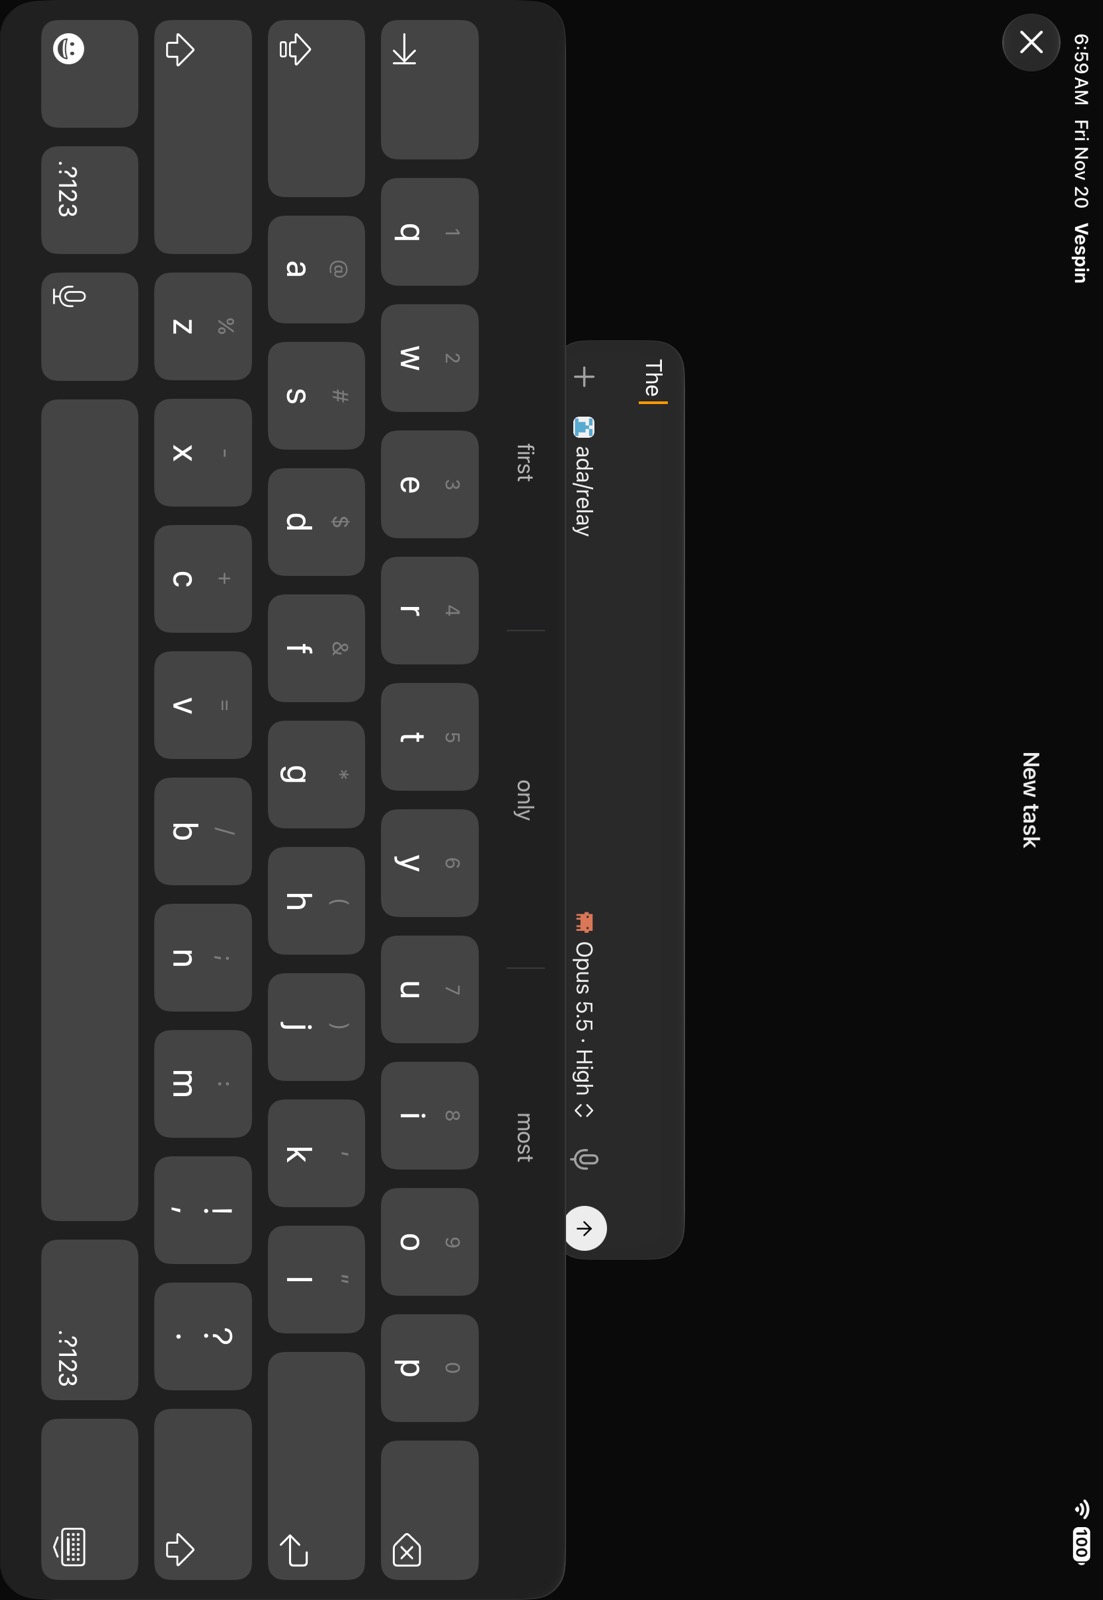 6:59 AM Fri Nov 20 Vespin
100
New task
The
ada/relay
Opus 5.5 · High
first only most
1 2 3 4 5 6 7 8 9 0
q w e r t y u i o p
@ # $ & * ( ) ' "
a s d f g h j k l
% - + = / ; : ! ?
z x c v b n m , .
.?123 .?123